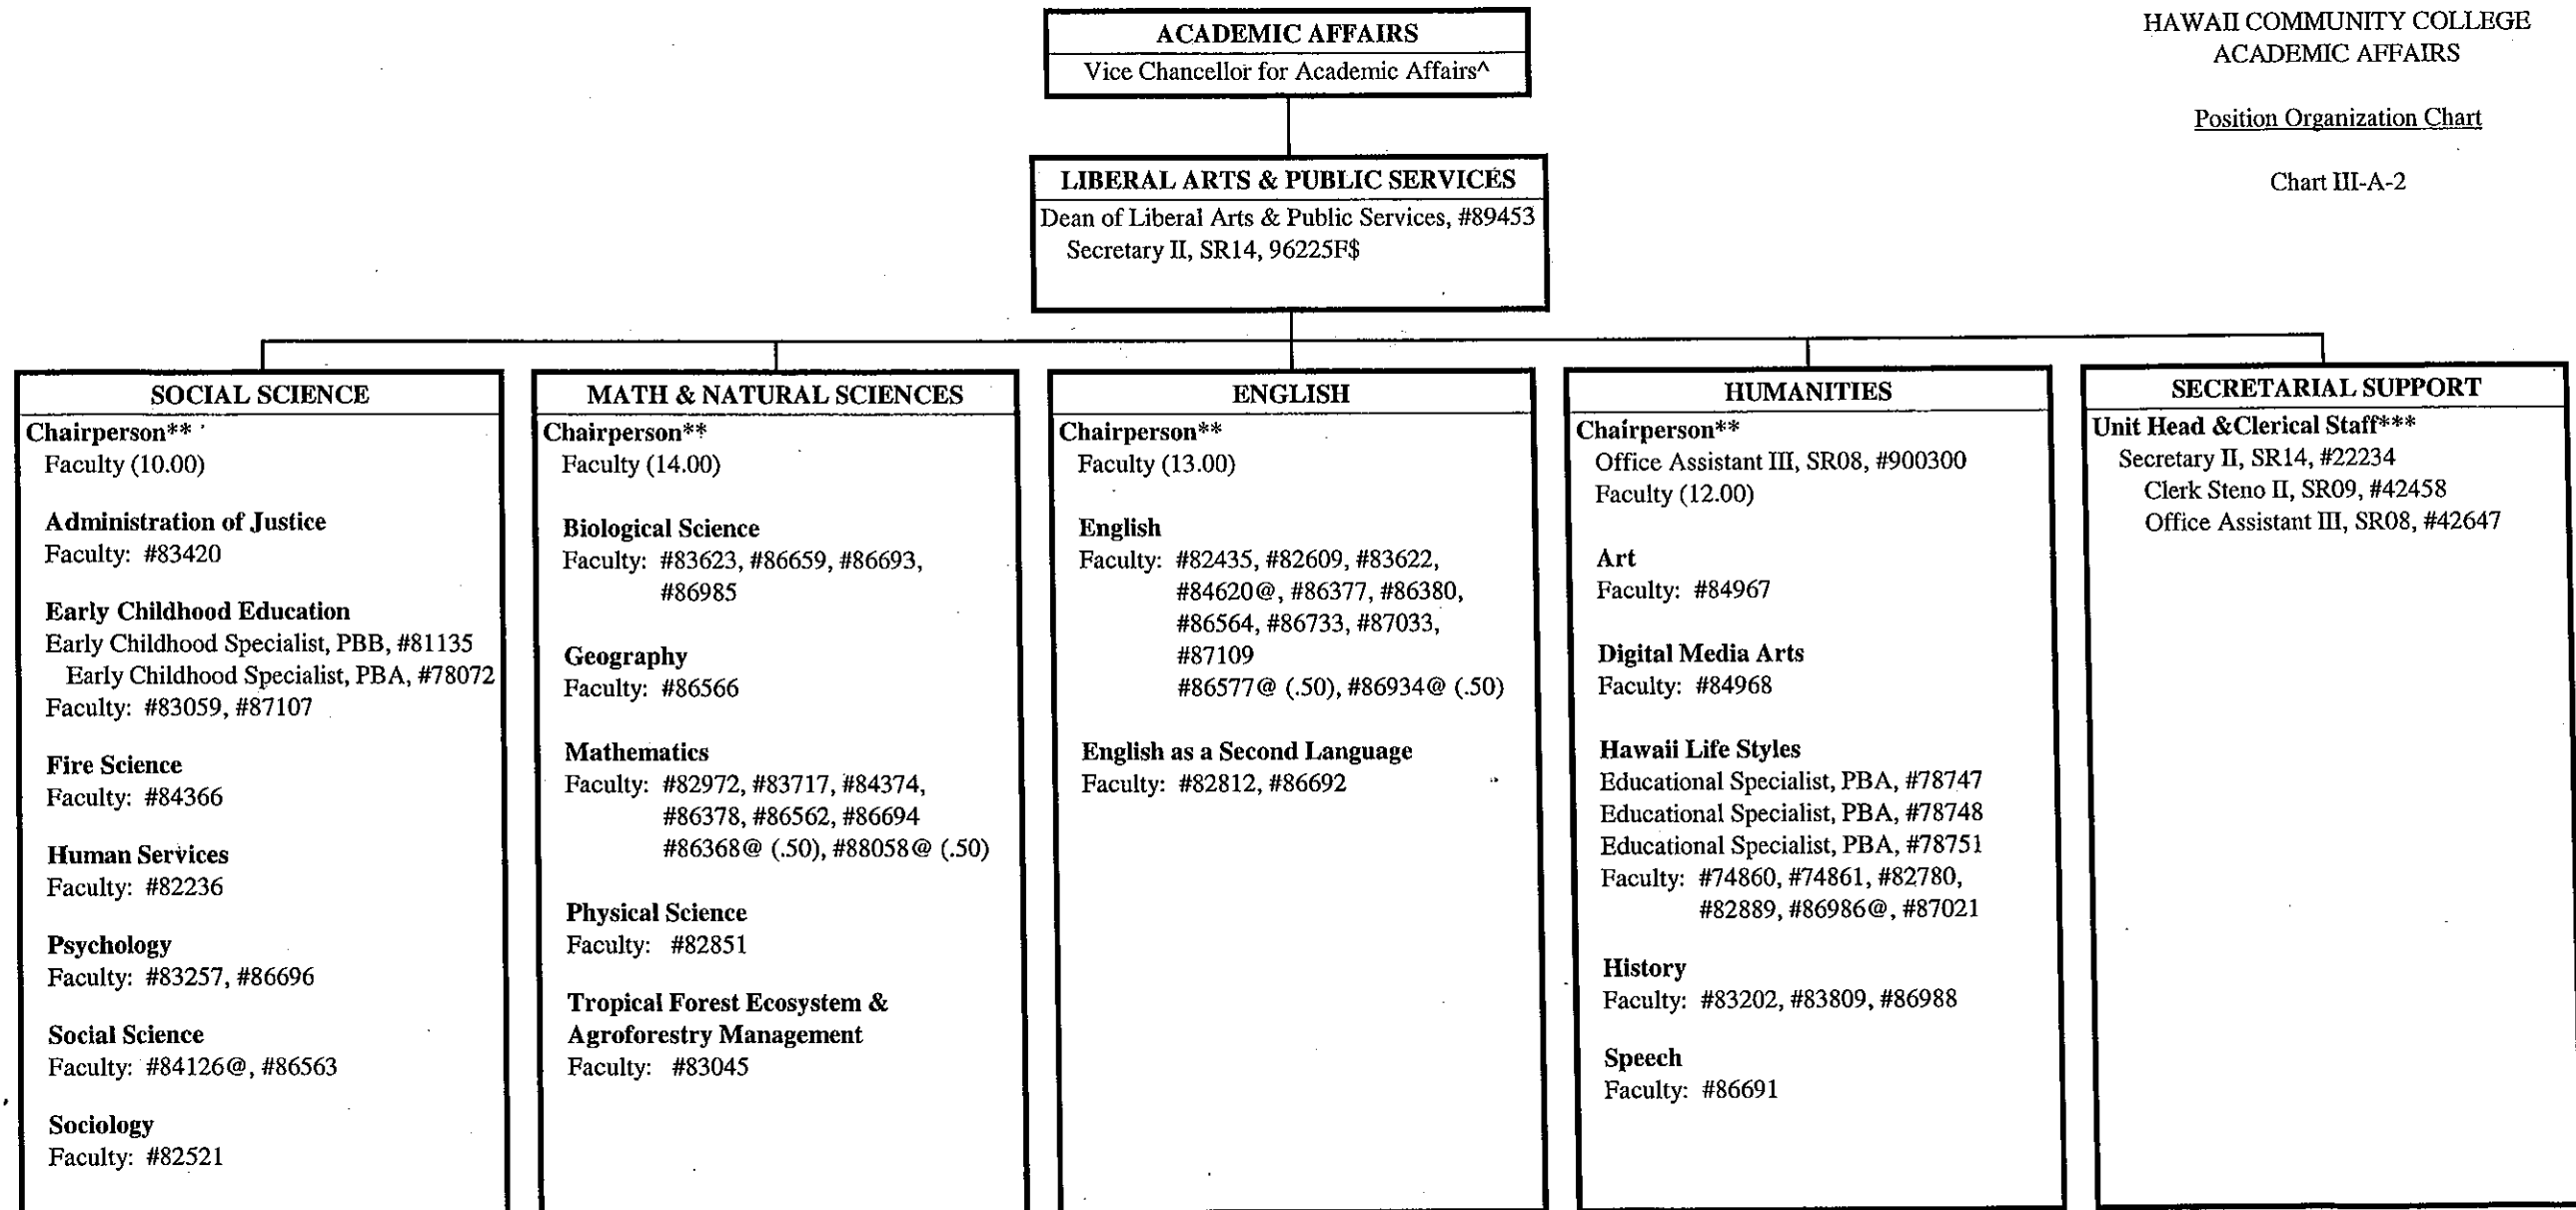 HAWAII COMMUNITY COLLEGE
ACADEMIC AFFAIRS
Position Organization Chart
Chart III-A-2
ACADEMIC AFFAIRS
Vice Chancellor for Academic Affairs^
LIBERAL ARTS & PUBLIC SERVICES
Dean of Liberal Arts & Public Services, #89453
Secretary II, SR14, 96225F$
SOCIAL SCIENCE
Chairperson**
Faculty (10.00)
Administration of Justice
Faculty: #83420
Early Childhood Education
Early Childhood Specialist, PBB, #81135
Early Childhood Specialist, PBA, #78072
Faculty: #83059, #87107
Fire Science
Faculty: #84366
Human Services
Faculty: #82236
Psychology
Faculty: #83257, #86696
Social Science
Faculty: #84126@, #86563
Sociology
Faculty: #82521
MATH & NATURAL SCIENCES
Chairperson**
Faculty (14.00)
Biological Science
Faculty: #83623, #86659, #86693,
#86985
Geography
Faculty: #86566
Mathematics
Faculty: #82972, #83717, #84374,
#86378, #86562, #86694
#86368@ (.50), #88058@ (.50)
Physical Science
Faculty: #82851
Tropical Forest Ecosystem &
Agroforestry Management
Faculty: #83045
ENGLISH
Chairperson**
Faculty (13.00)
English
Faculty: #82435, #82609, #83622,
#84620@, #86377, #86380,
#86564, #86733, #87033,
#87109
#86577@ (.50), #86934@ (.50)
English as a Second Language
Faculty: #82812, #86692
HUMANITIES
Chairperson**
Office Assistant III, SR08, #900300
Faculty (12.00)
Art
Faculty: #84967
Digital Media Arts
Faculty: #84968
Hawaii Life Styles
Educational Specialist, PBA, #78747
Educational Specialist, PBA, #78748
Educational Specialist, PBA, #78751
Faculty: #74860, #74861, #82780,
#82889, #86986@, #87021
History
Faculty: #83202, #83809, #86988
Speech
Faculty: #86691
SECRETARIAL SUPPORT
Unit Head &Clerical Staff***
Secretary II, SR14, #22234
Clerk Steno II, SR09, #42458
Office Assistant III, SR08, #42647